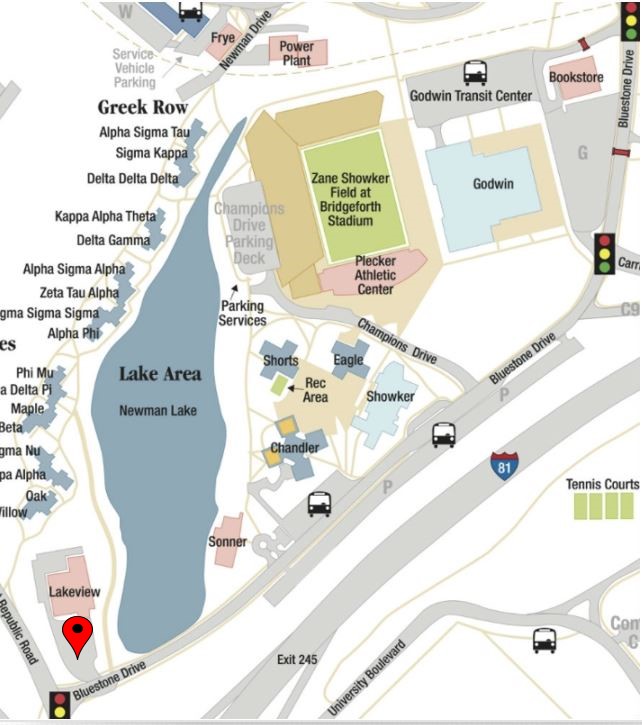 W
Frye
Newman Drive
Power
Plant
Service
Vehicle
Parking
Godwin Transit Center
Bookstore
Bluestone Drive
Greek Row
Alpha Sigma Tau
Sigma Kappa
Delta Delta Delta
G
Zane Showker
Field at
Bridgeforth
Stadium
Godwin
Champions
Drive
Parking
Deck
Kappa Alpha Theta
Delta Gamma
Plecker
Athletic
Center
Carri
Alpha Sigma Alpha
Zeta Tau Alpha
gma Sigma Sigma
Alpha Phi
Parking
Services
C9
es
Champions Drive
Bluestone Drive
Shorts
Eagle
Phi Mu
a Delta Pi
Maple
Beta
Lake Area
Newman Lake
Rec
Area
Showker
P
gma Nu
pa Alpha
Oak
illow
Chandler
81
P
Tennis Courts
Sonner
Lakeview
Republic Road
Bluestone Drive
Exit 245
University Boulevard
Con
C